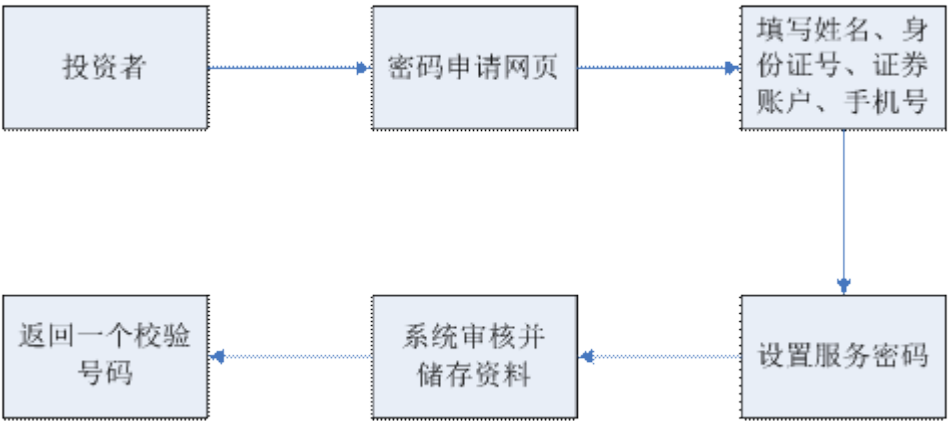 投资者
密码申请网页
填写姓名、身
份证号、证券
账户、手机号
设置服务密码
系统审核并
储存资料
返回一个校验
号码